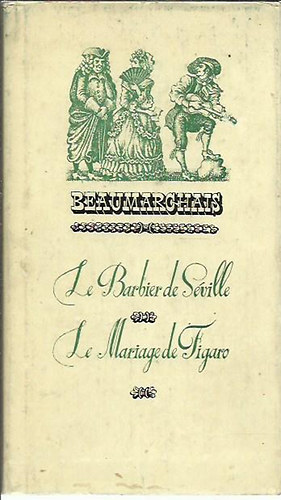 BEAUMARCHAIS
Le Barbier de Séville
Le Mariage de Figaro